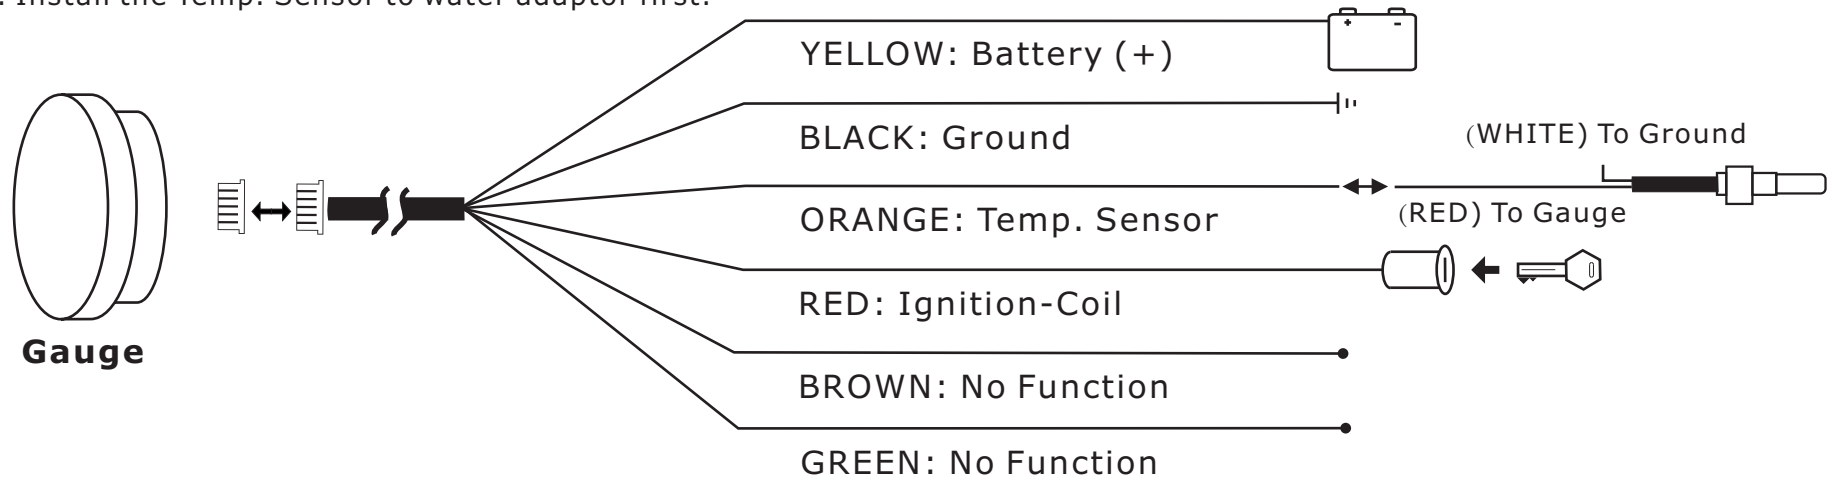 . Install the Temp. Sensor to water adaptor first.
YELLOW: Battery (+)
+ -
BLACK: Ground
(WHITE) To Ground
ORANGE: Temp. Sensor
(RED) To Gauge
RED: Ignition-Coil
Gauge
BROWN: No Function
GREEN: No Function